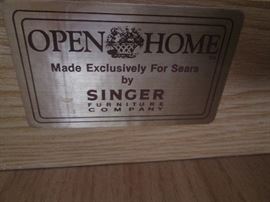 OPEN HOME
Made Exclusively For Sears
by
SINGER
FURNITURE
COMPANY